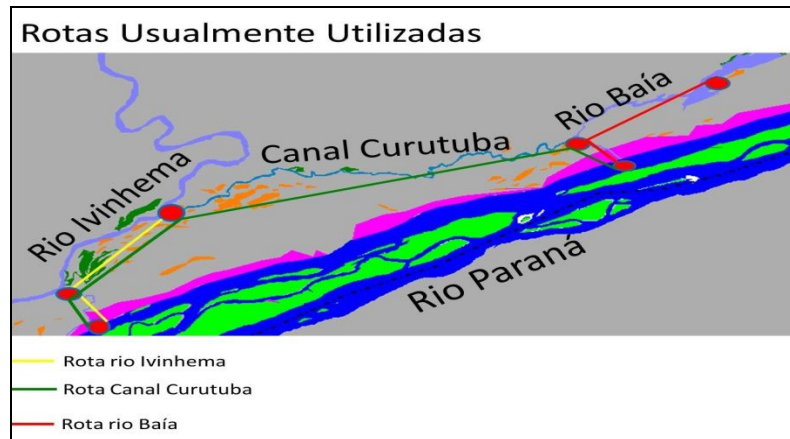 Rotas Usualmente Utilizadas
Rio Ivinhema
Canal Curutuba
Rio Baía
Rio Paraná
Rota rio Ivinhema
Rota Canal Curutuba
Rota rio Baía